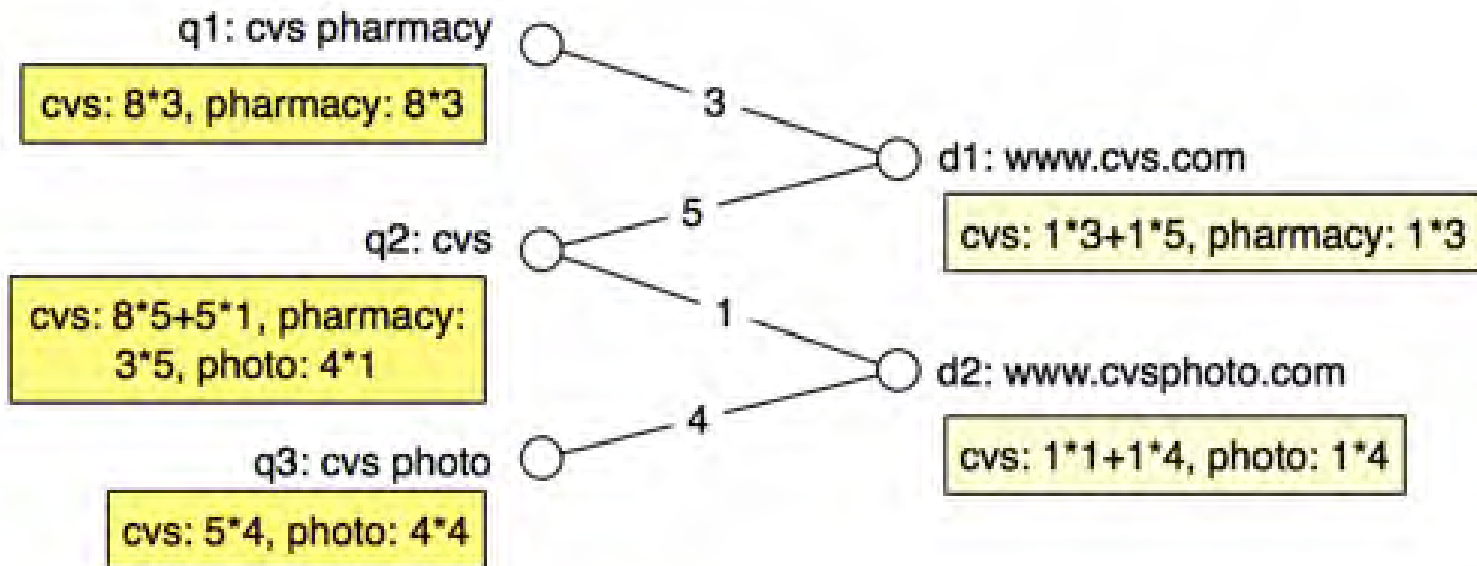 q1: cvs pharmacy
cvs: 8*3, pharmacy: 8*3
3
d1: www.cvs.com
5
cvs: 1*3+1*5, pharmacy: 1*3
q2: cvs
cvs: 8*5+5*1, pharmacy:
3*5, photo: 4*1
1
d2: www.cvsphoto.com
4
cvs: 1*1+1*4, photo: 1*4
q3: cvs photo
cvs: 5*4, photo: 4*4